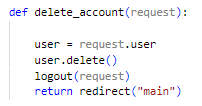 def delete_account(request):
    user = request.user
    user.delete()
    logout(request)
    return redirect("main")